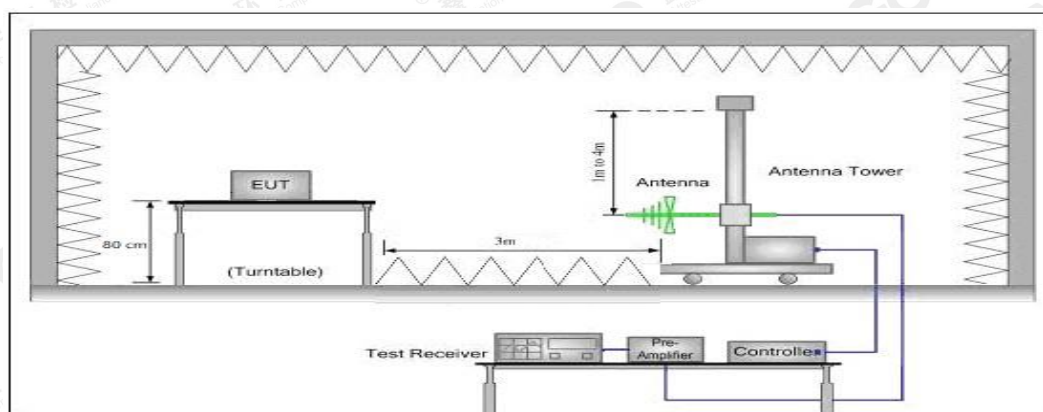 1m to 4m
EUT
Antenna
Antenna Tower
80 cm
3m
(Turntable)
Test Receiver
Pre-
Amplifier
Controller